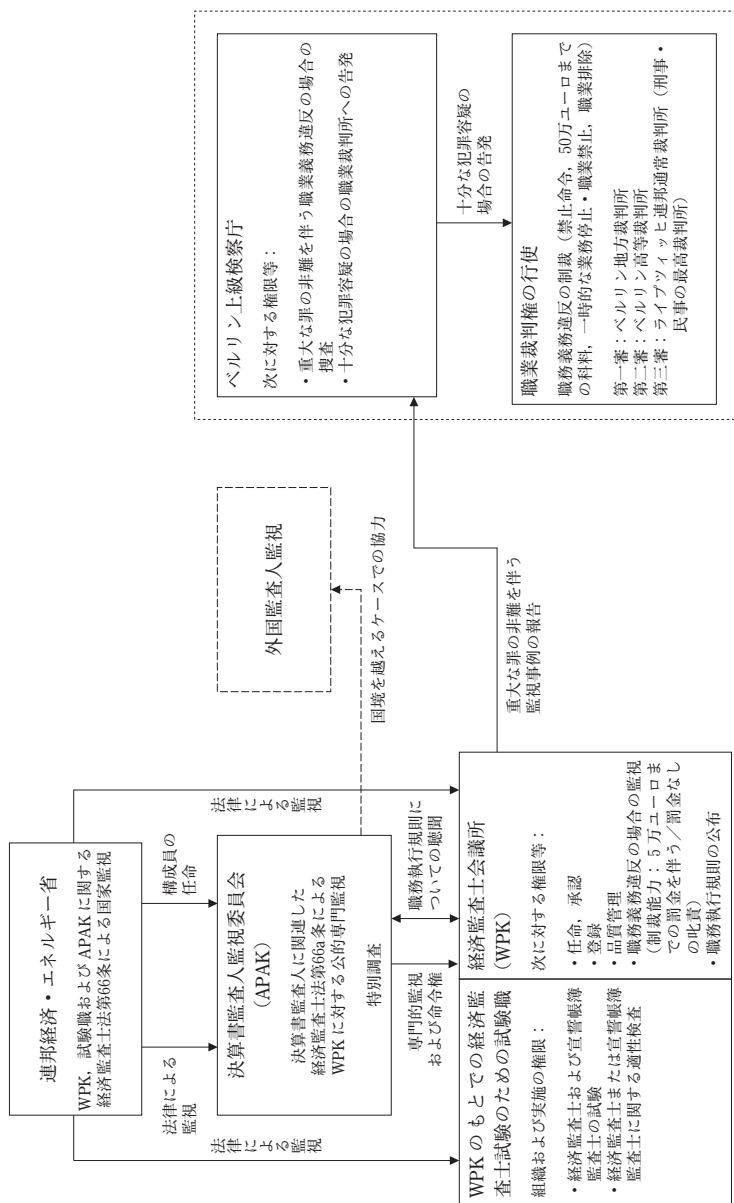 連邦経済・エネルギー省
WPK,試験職および APAK に関する
経済監査士法第66条による国家監視
法律による
監視
法律による
監視
構成員の
任命
法律による
監視
決算書監査人監視委員会
(APAK)
決算書監査人に関連した
経済監査士法第66a条による
WPK に対する公的専門監視
特別調査
外国監査人監視
国境を越えるケースでの協力
専門的監視
および命令権
職務執行規則に
ついての聴聞
WPK のもとでの経済監
査士試験のための試験職
組織および実施の権限:
・経済監査士および宣誓帳簿
監査士の試験
・経済監査士または宣誓帳簿
監査士に関する適性検査
経済監査士会議所
(WPK)
次に対する権限等:
・任命,承認
・登録
・品質管理
・職務義務違反の場合の監視
(制裁能力:5万ユーロま
での罰金を伴う/罰金なし
の叱責)
・職務執行規則の公布
重大な罪の非難を伴う
監視事例の報告
ベルリン上級検察庁
次に対する権限等:
・重大な罪の非難を伴う職業義務違反の場合の
捜査
・十分な犯罪容疑の場合の職業裁判所への告発
十分な犯罪容疑の
場合の告発
職業裁判権の行使
職務義務違反の制裁(禁止命令,50万ユーロまで
の科料,一時的な業務停止・職業禁止,職業排除)
第一審:ベルリン地方裁判所
第二審:ベルリン高等裁判所
第三審:ライプツィッヒ連邦通常裁判所(刑事・
民事の最高裁判所)